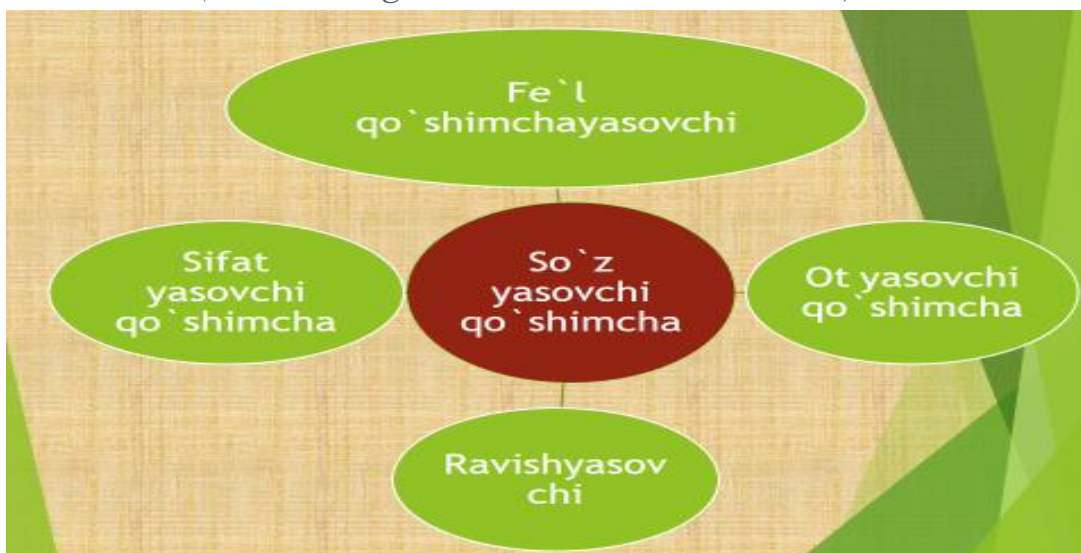 Fe`l
qo`shimchayasovchi
Sifat
yasovchi
qo`shimcha
So`z
yasovchi
qo`shimcha
Ot yasovchi
qo`shimcha
Ravishyasov
chi